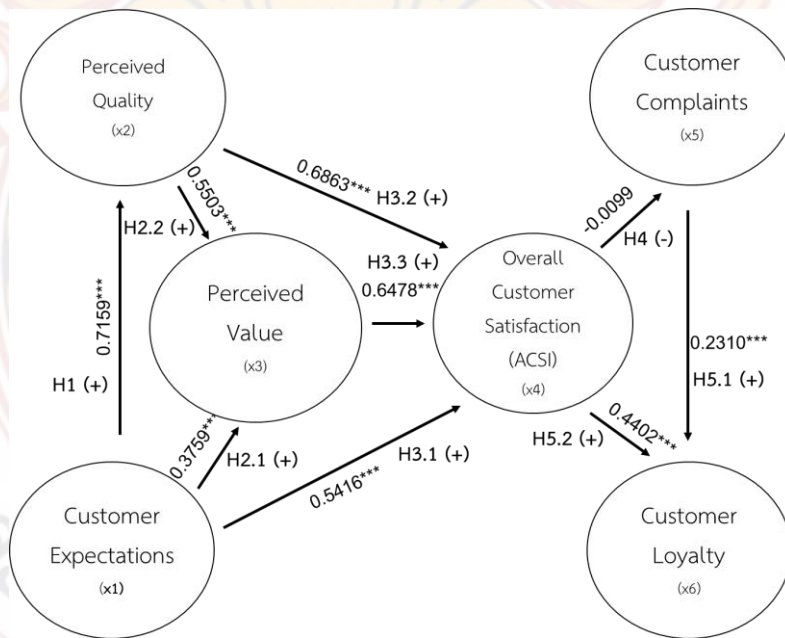 Perceived
Quality
(x2)
Customer
Complaints
(x5)
0.6863*** H3.2 (+)
0.5503***
H2.2 (+)
-0.0099
H4 (-)
H3.3 (+)
0.6478***
Perceived
Value
(x3)
Overall
Customer
Satisfaction
(ACSI)
(x4)
0.7159***
H1 (+)
0.2310***
H5.1 (+)
0.3759***
H2.1 (+)
0.5416***
H3.1 (+)
0.4402***
H5.2 (+)
Customer
Expectations
(x1)
Customer
Loyalty
(x6)